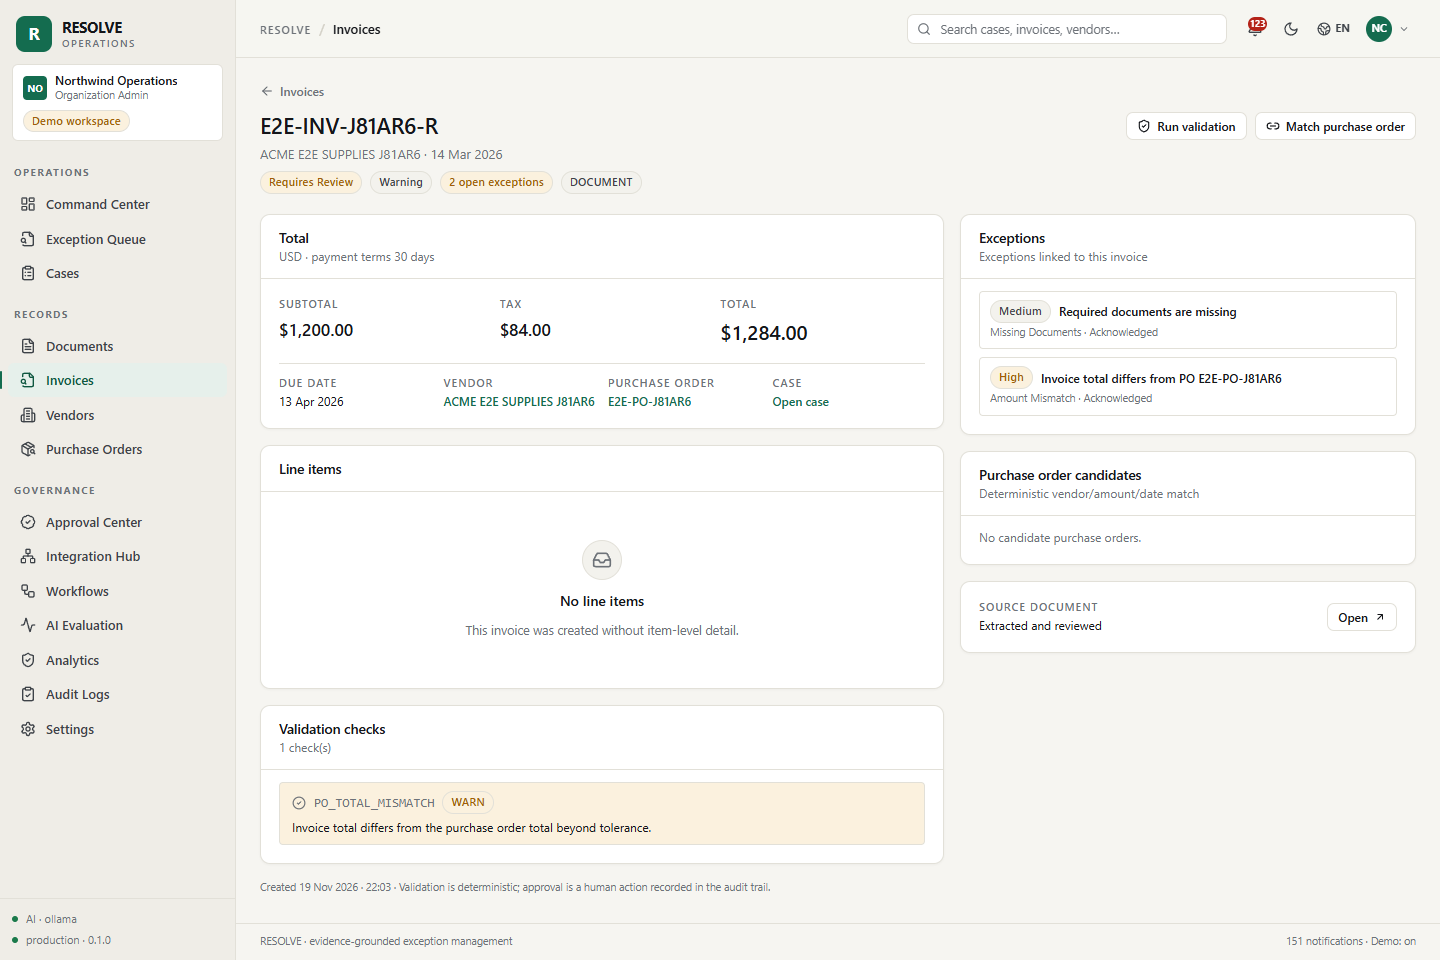 R
RESOLVE
OPERATIONS
NO
Northwind Operations
Organization Admin
Demo workspace
OPERATIONS
Command Center
Exception Queue
Cases
RECORDS
Documents
Invoices
Vendors
Purchase Orders
GOVERNANCE
Approval Center
Integration Hub
Workflows
AI Evaluation
Analytics
Audit Logs
Settings
AI · ollama
production · 0.1.0
RESOLVE / Invoices
Search cases, invoices, vendors...
123
EN
NC
Invoices
E2E-INV-J81AR6-R
ACME E2E SUPPLIES J81AR6 · 14 Mar 2026
Requires Review Warning 2 open exceptions DOCUMENT
Run validation
Match purchase order
Total
USD · payment terms 30 days
SUBTOTAL TAX TOTAL
$1,200.00 $84.00 $1,284.00
DUE DATE VENDOR PURCHASE ORDER CASE
13 Apr 2026 ACME E2E SUPPLIES J81AR6 E2E-PO-J81AR6 Open case
Line items
No line items
This invoice was created without item-level detail.
Validation checks
1 check(s)
PO_TOTAL_MISMATCH WARN
Invoice total differs from the purchase order total beyond tolerance.
Created 19 Nov 2026 · 22:03 · Validation is deterministic; approval is a human action recorded in the audit trail.
Exceptions
Exceptions linked to this invoice
Medium Required documents are missing
Missing Documents · Acknowledged
High Invoice total differs from PO E2E-PO-J81AR6
Amount Mismatch · Acknowledged
Purchase order candidates
Deterministic vendor/amount/date match
No candidate purchase orders.
SOURCE DOCUMENT
Extracted and reviewed
Open
RESOLVE · evidence-grounded exception management
151 notifications · Demo: on